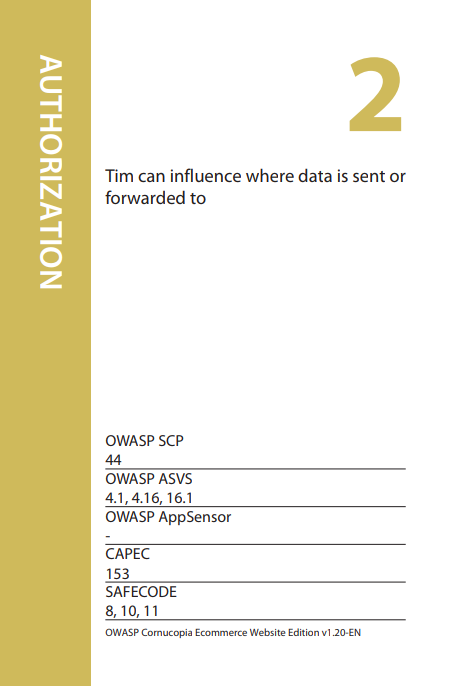 AUTHORIZATION
2
Tim can influence where data is sent or
forwarded to
OWASP SCP
44
OWASP ASVS
4.1, 4.16, 16.1
OWASP AppSensor
-
CAPEC
153
SAFECODE
8, 10, 11
OWASP Cornucopia Ecommerce Website Edition v1.20-EN